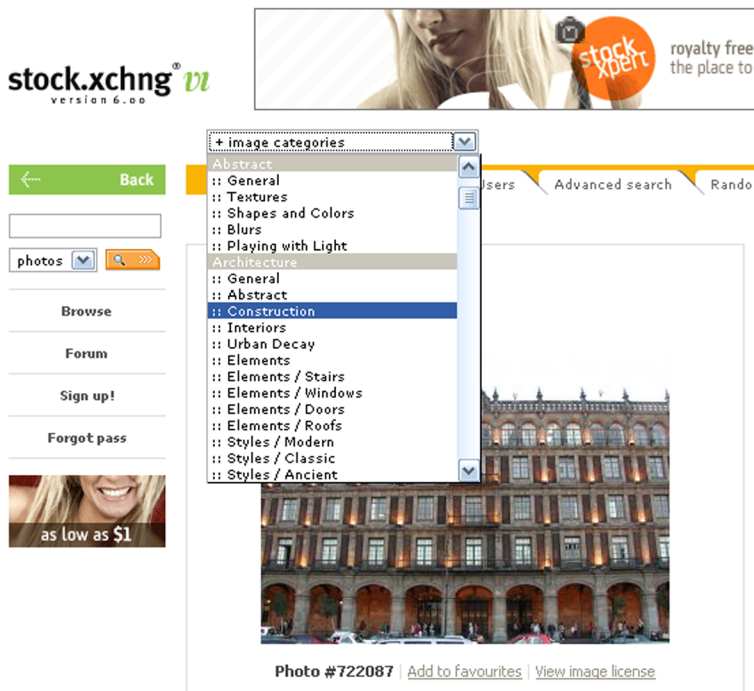 stock.xchng® vi
version 6.00
stock
xpert
royalty free
the place to
+ image categories
Back
Abstract
:: General
:: Textures
:: Shapes and Colors
:: Blurs
:: Playing with Light
Architecture
:: General
:: Abstract
:: Construction
:: Interiors
:: Urban Decay
:: Elements
:: Elements / Stairs
:: Elements / Windows
:: Elements / Doors
:: Elements / Roofs
:: Styles / Modern
:: Styles / Classic
:: Styles / Ancient
Advanced search
photos
Browse
Forum
Sign up!
Forgot pass
as low as $1
Photo #722087 | Add to favourites | View image license